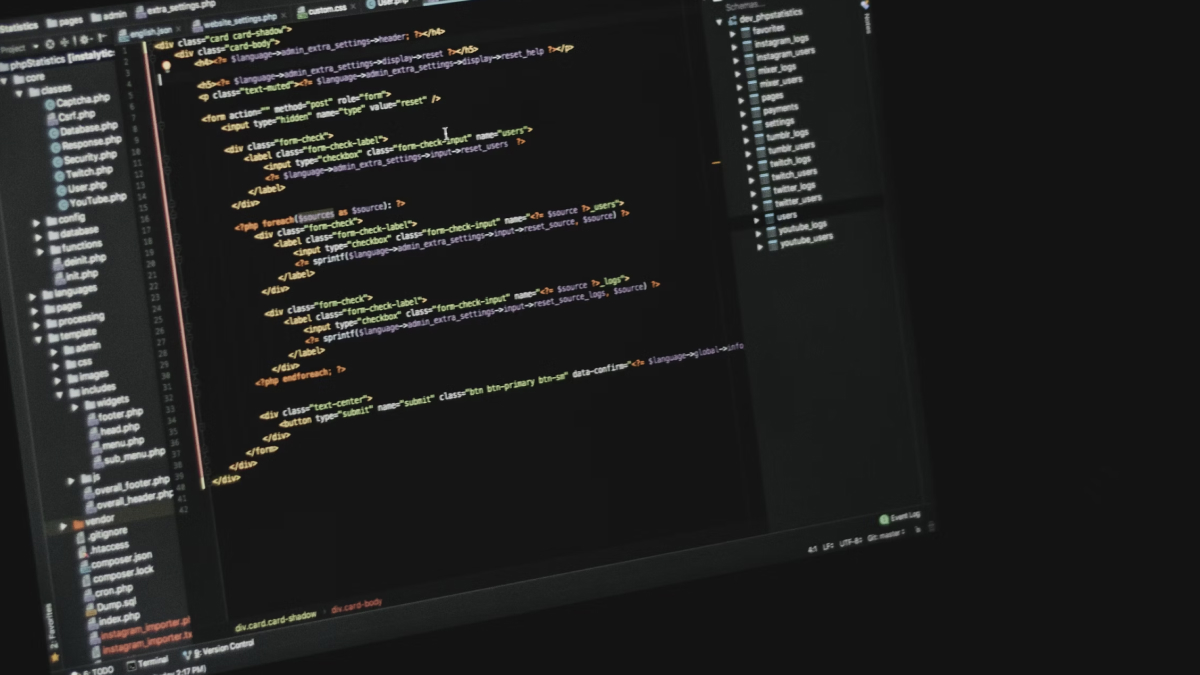 Statistics
pages
admin
extra_settings.php
Project
english.json
website_settings.php
custom.css
User.php
phpStatistics [instalytic
core
classes
Captcha.php
Csrf.php
Database.php
Response.php
Security.php
Twitch.php
User.php
YouTube.php
config
database
functions
deinit.php
init.php
languages
pages
processing
template
admin
css
images
includes
widgets
footer.php
head.php
menu.php
sub_menu.php
js
overall_footer.php
overall_header.php
vendor
.gitignore
.htaccess
composer.json
composer.lock
cron.php
Dump.sql
index.php
instagram_importer.p
instagram_importer.tx
<div class="card card-shadow">
<div class="card-body">
<h4><?= $language->admin_extra_settings->header; ?></h4>
<h5><?= $language->admin_extra_settings->display->reset ?></h5>
<p class="text-muted"><?= $language->admin_extra_settings->display->reset_help ?></p>
<form action="" method="post" role="form">
<input type="hidden" name="type" value="reset" />
<div class="form-check">
<label class="form-check-label">
<input type="checkbox" class="form-check-input" name="users">
<?= $language->admin_extra_settings->input->reset_users ?>
</label>
</div>
<?php foreach($sources as $source): ?>
<div class="form-check">
<label class="form-check-label">
<input type="checkbox" class="form-check-input" name="<?= $source ?>_users">
<?= sprintf($language->admin_extra_settings->input->reset_source, $source) ?>
</label>
</div>
<div class="form-check">
<label class="form-check-label">
<input type="checkbox" class="form-check-input" name="<?= $source ?>_logs">
<?= sprintf($language->admin_extra_settings->input->reset_source_logs, $source) ?>
</label>
</div>
<?php endforeach; ?>
<div class="text-center">
<button type="submit" name="submit" class="btn btn-primary btn-sm" data-confirm="<?= $language->global->info
</div>
</form>
</div>
</div>
div.card.card-shadow
div.card-body
Schemas...
dev_phpstatistics
favorites
instagram_logs
instagram_users
mixer_logs
mixer_users
pages
payments
settings
tumblr_logs
tumblr_users
twitch_logs
twitch_users
twitter_logs
twitter_users
users
youtube_logs
youtube_users
Event Log
4:1 LF÷ UTF-8÷ Git: master÷
2: Favorites
6: TODO
Terminal
9: Version Control
2:17 PM)